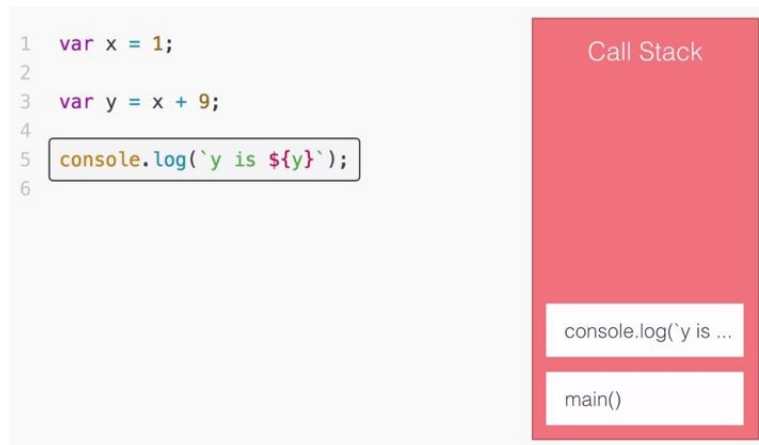 1 var x = 1;
2
3 var y = x + 9;
4
5 console.log(`y is ${y}`);
6
Call Stack
console.log(`y is ...
main()